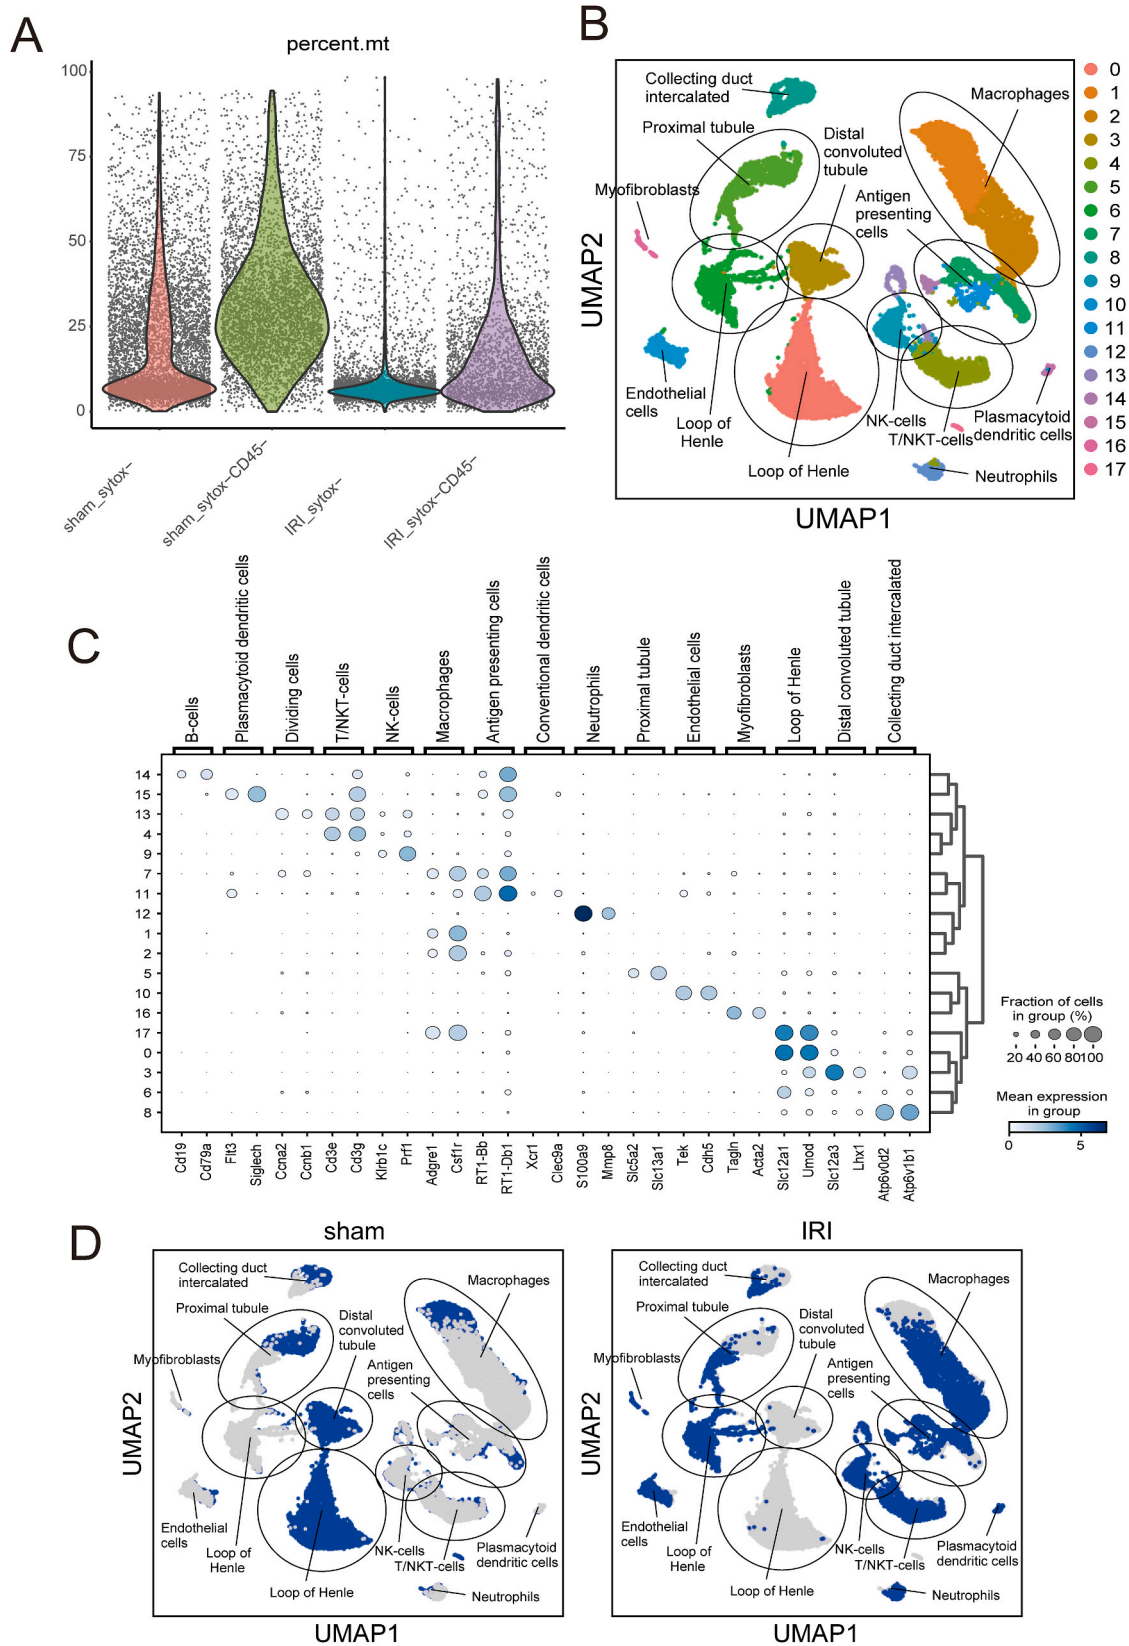 A
percent.mt
100
75
50
25
0
sham_sytox−
sham_sytox−CD45−
IRI_sytox−
IRI_sytox−CD45−
B
Collecting duct
intercalated
Proximal tubule
Myofibroblasts
Distal
convoluted
tubule
Antigen
presenting
cells
Macrophages
Endothelial
cells
Loop of
Henle
Loop of Henle
NK-cells
T/NKT-cells
Plasmacytoid
dendritic cells
Neutrophils
UMAP2
UMAP1
0
1
2
3
4
5
6
7
8
9
10
11
12
13
14
15
16
17
C
B-cells
Plasmacytoid dendritic cells
Dividing cells
T/NKT-cells
NK-cells
Macrophages
Antigen presenting cells
Conventional dendritic cells
Neutrophils
Proximal tubule
Endothelial cells
Myofibroblasts
Loop of Henle
Distal convoluted tubule
Collecting duct intercalated
14
15
13
4
9
7
11
12
1
2
5
10
16
17
0
3
6
8
Cd19
Cd79a
Flt3
Siglech
Ccna2
Ccnb1
Cd3e
Cd3g
Klrb1c
Prf1
Adgre1
Csf1r
RT1-Bb
RT1-Db1
Xcr1
Clec9a
S100a9
Mmp8
Slc5a2
Slc13a1
Tek
Cdh5
Tagln
Acta2
Slc12a1
Umod
Slc12a3
Lhx1
Atp6v0d2
Atp6v1b1
Fraction of cells
in group (%)
20 40 60 80100
Mean expression
in group
0 5
D
sham
Collecting duct
intercalated
Proximal tubule
Myofibroblasts
Distal
convoluted
tubule
Antigen
presenting
cells
Macrophages
Endothelial
cells
Loop of
Henle
Loop of Henle
NK-cells
T/NKT-cells
Plasmacytoid
dendritic cells
Neutrophils
UMAP2
UMAP1
IRI
Collecting duct
intercalated
Proximal tubule
Myofibroblasts
Distal
convoluted
tubule
Antigen
presenting
cells
Macrophages
Endothelial
cells
Loop of
Henle
Loop of Henle
NK-cells
T/NKT-cells
Plasmacytoid
dendritic cells
Neutrophils
UMAP2
UMAP1